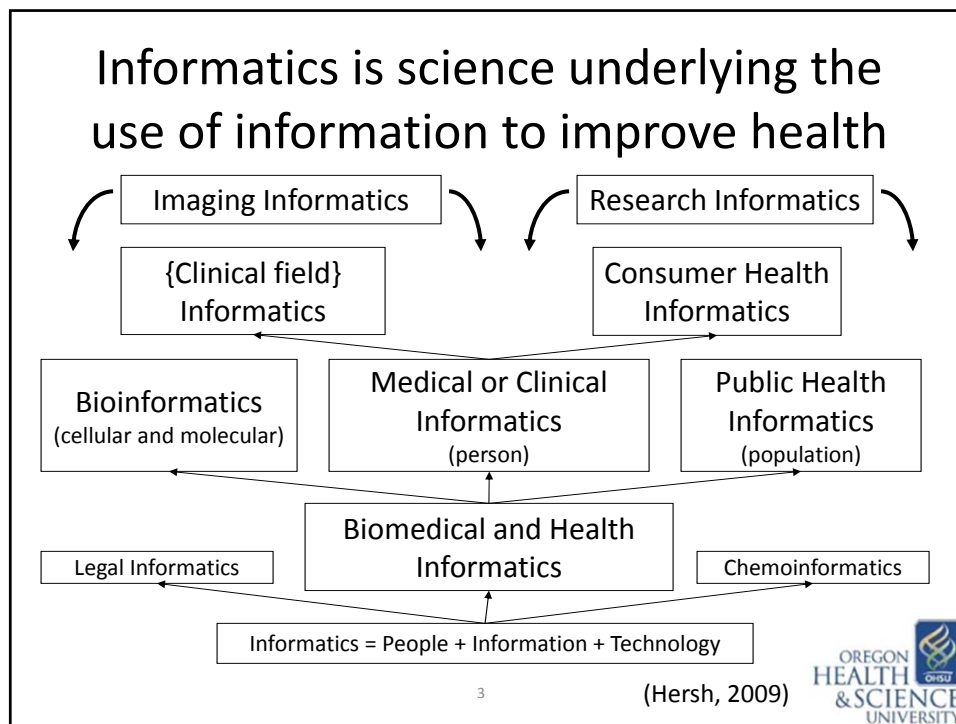 Informatics is science underlying the
use of information to improve health
Imaging Informatics
Research Informatics
{Clinical field}
Informatics
Consumer Health
Informatics
Bioinformatics
(cellular and molecular)
Medical or Clinical
Informatics
(person)
Public Health
Informatics
(population)
Biomedical and Health
Informatics
Legal Informatics
Chemoinformatics
Informatics = People + Information + Technology
3
(Hersh, 2009)
OREGON
HEALTH
&SCIENCE
UNIVERSITY
OHSU